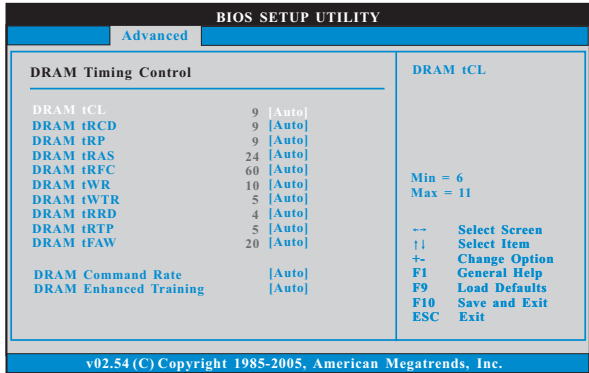 BIOS SETUP UTILITY
Advanced
DRAM Timing Control
DRAM tCL 9 [Auto]
DRAM tRCD 9 [Auto]
DRAM tRP 9 [Auto]
DRAM tRAS 24 [Auto]
DRAM tRFC 60 [Auto]
DRAM tWR 10 [Auto]
DRAM tWTR 5 [Auto]
DRAM tRRD 4 [Auto]
DRAM tRTP 5 [Auto]
DRAM tFAW 20 [Auto]
DRAM Command Rate [Auto]
DRAM Enhanced Training [Auto]
DRAM tCL
Min = 6
Max = 11
←→ Select Screen
↑↓ Select Item
+- Change Option
F1 General Help
F9 Load Defaults
F10 Save and Exit
ESC Exit
v02.54 (C) Copyright 1985-2005, American Megatrends, Inc.